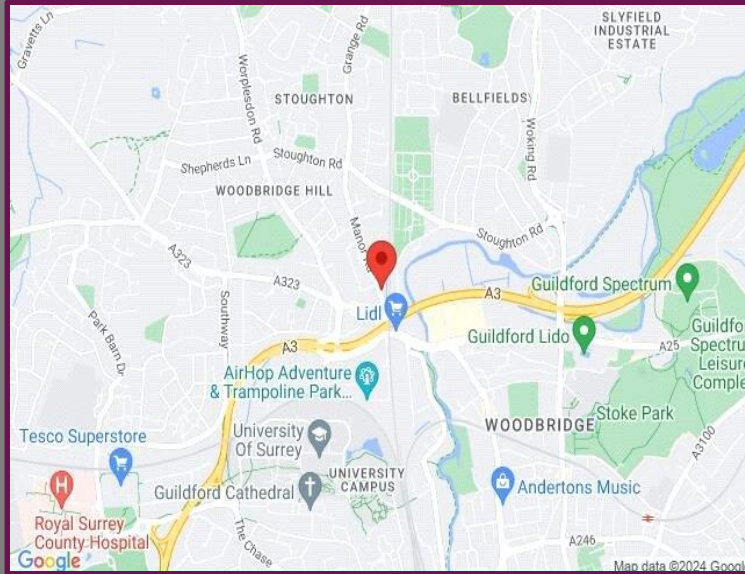 SLYFIELD
INDUSTRIAL
ESTATE
Gravetts Ln
Worplesdon Rd
Grange Rd
STOUGHTON
BELLFIELDS
Woking Rd
Shepherds Ln
Stoughton Rd
WOODBRIDGE HILL
Manor Rd
Stoughton Rd
A323
A323
Guildford Spectrum
A3
Lidl
Southway
Park Barn Dr
A3
Guildford Lido
A25
Guildfo
Spectru
Leisure
Comple
AirHop Adventure
& Trampoline Park...
Stoke Park
WOODBRIDGE
Tesco Superstore
University
Of Surrey
A3100
UNIVERSITY
CAMPUS
Guildford Cathedral
Andertons Music
H
Royal Surrey
County Hospital
The Chase
A246
Google
Map data ©2024 Google